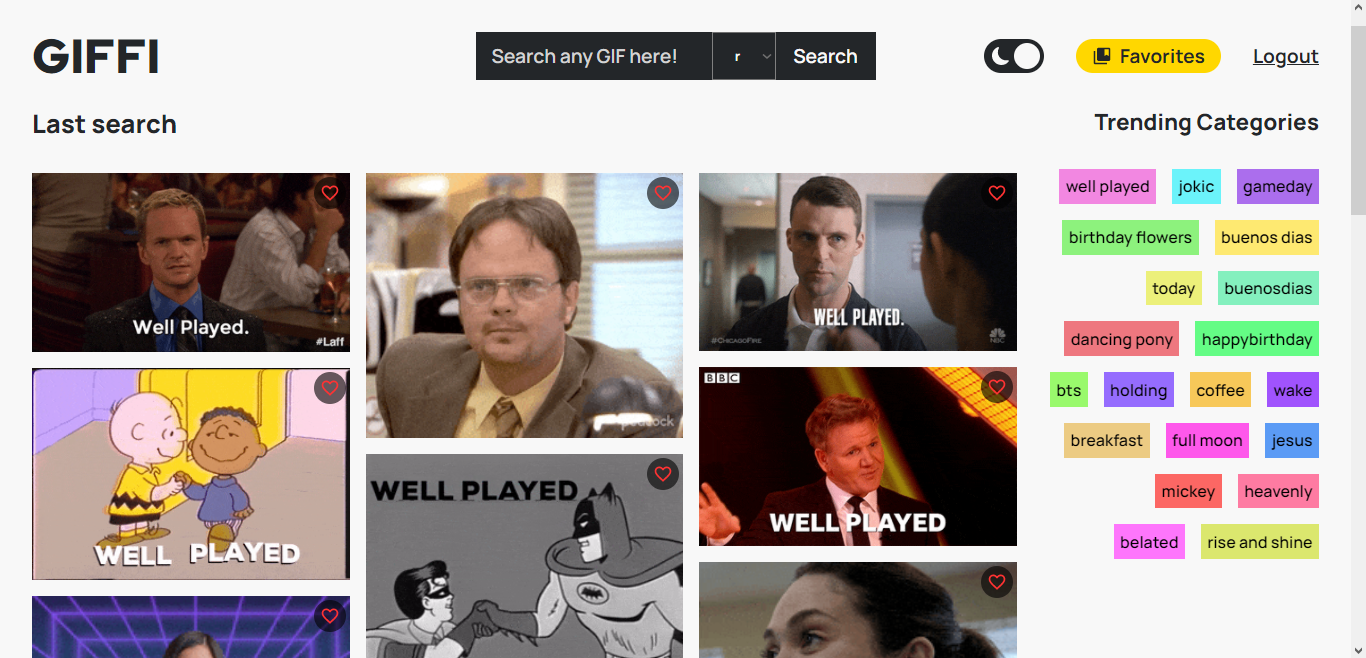 GIFFI
Search any GIF here!
r
Search
Favorites
Logout
Last search
Trending Categories
Well Played.
#Laff
peacock
WELL PLAYED.
#CHICAGOFIRE
NBC
WELL PLAYED
WELL PLAYED
BBC
WELL PLAYED
well played
jokic
gameday
birthday flowers
buenos dias
today
buenosdias
dancing pony
happybirthday
bts
holding
coffee
wake
breakfast
full moon
jesus
mickey
heavenly
belated
rise and shine